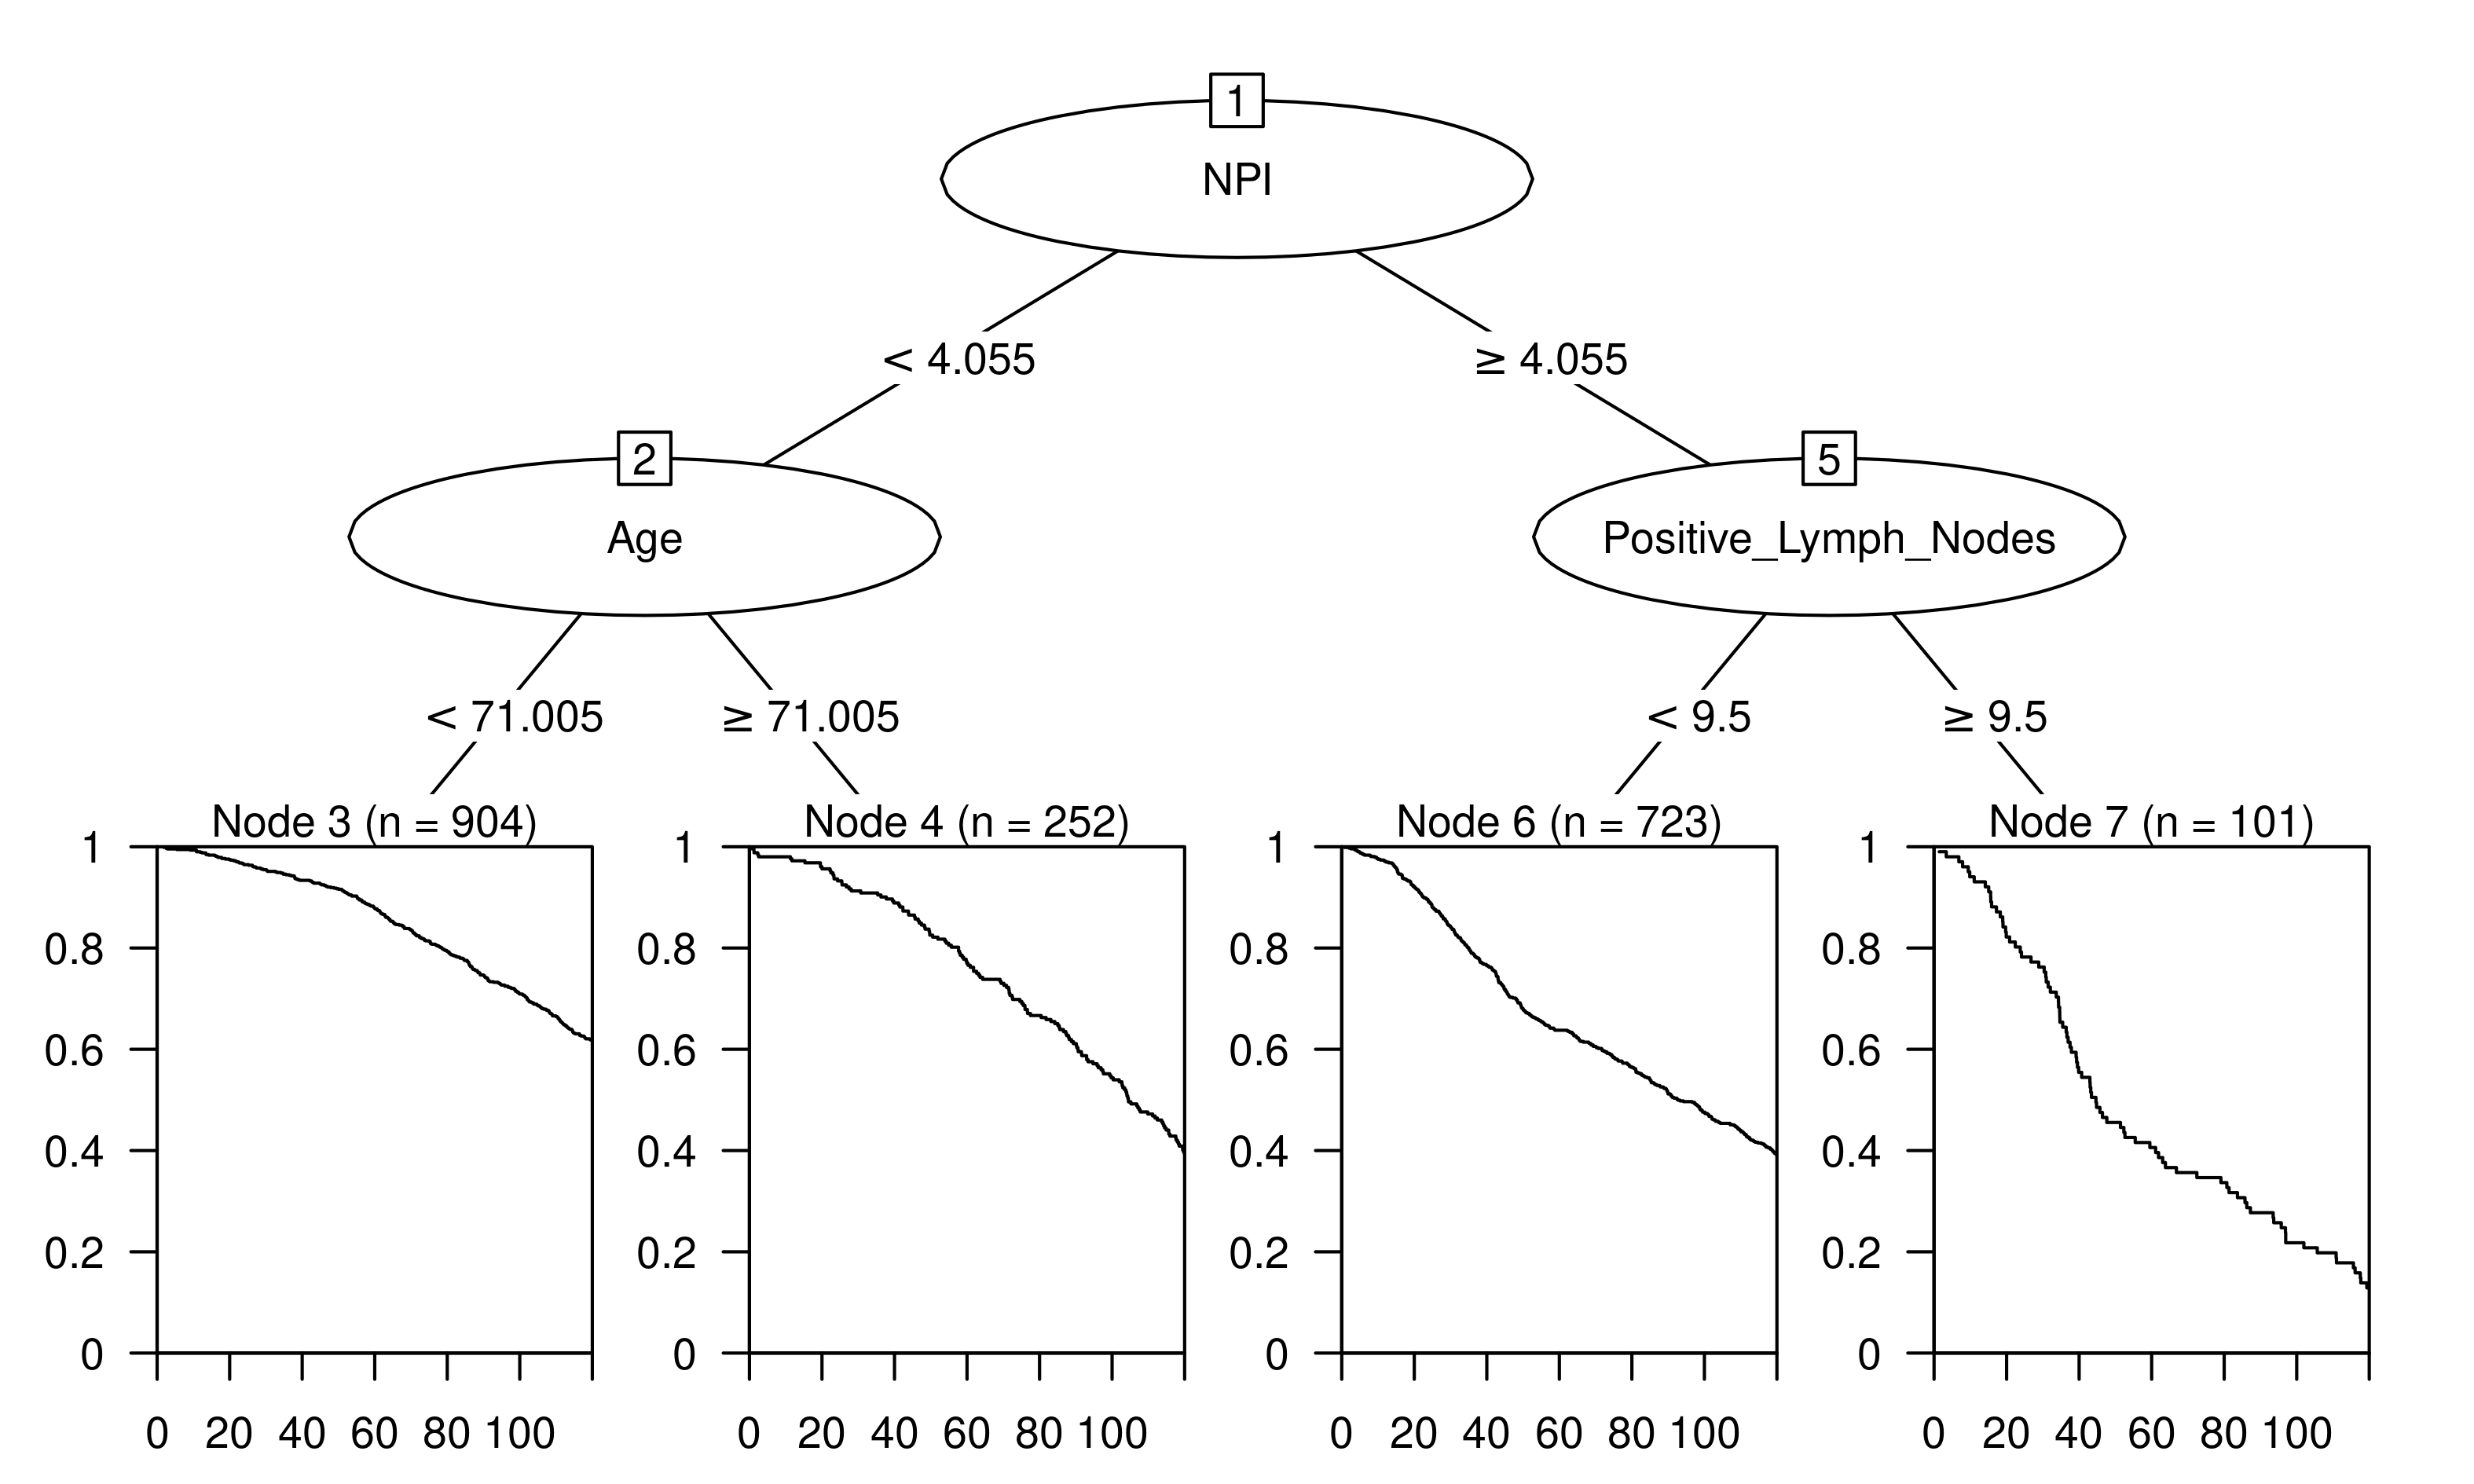 1
NPI
< 4.055 ≥ 4.055
2 5
Age Positive_Lymph_Nodes
< 71.005 ≥ 71.005 < 9.5 ≥ 9.5
Node 3 (n = 904)
1
0.8
0.6
0.4
0.2
0
0 20 40 60 80 100
Node 4 (n = 252)
1
0.8
0.6
0.4
0.2
0
0 20 40 60 80 100
Node 6 (n = 723)
1
0.8
0.6
0.4
0.2
0
0 20 40 60 80 100
Node 7 (n = 101)
1
0.8
0.6
0.4
0.2
0
0 20 40 60 80 100